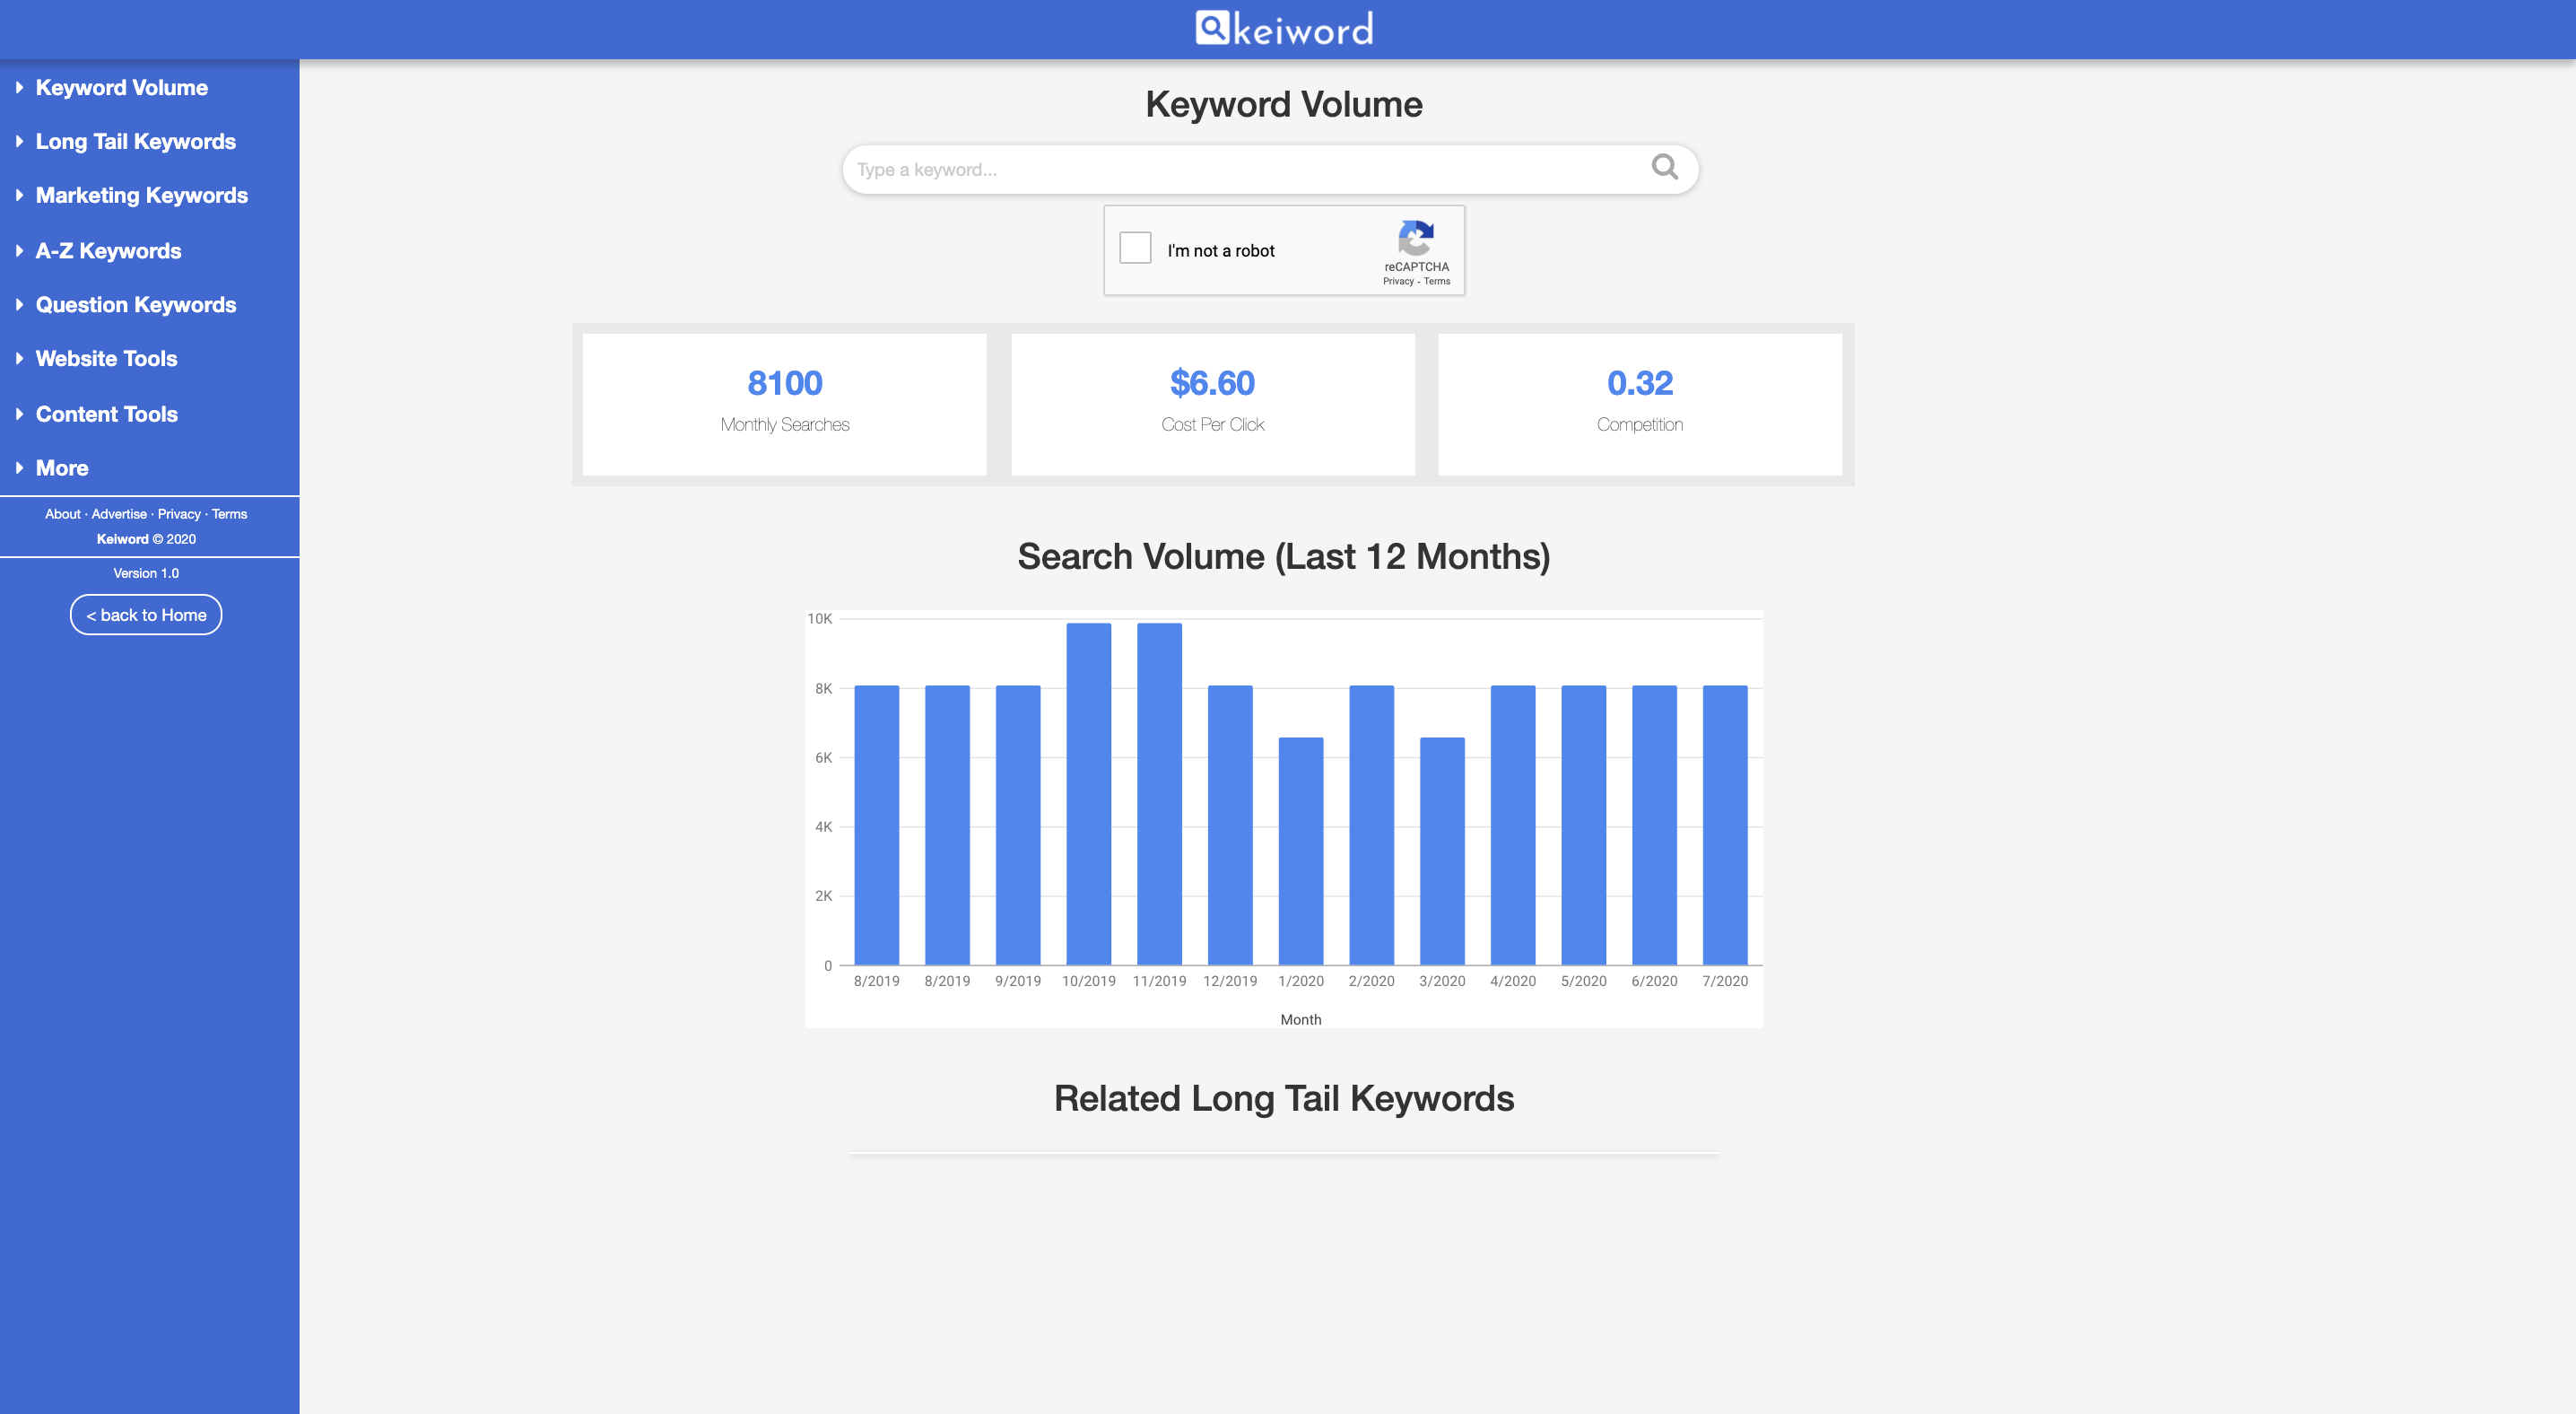 keiword
Keyword Volume
Long Tail Keywords
Marketing Keywords
A-Z Keywords
Question Keywords
Website Tools
Content Tools
More
About · Advertise · Privacy · Terms
Keiword © 2020
Version 1.0
< back to Home
Keyword Volume
Type a keyword...
I'm not a robot
reCAPTCHA
Privacy - Terms
8100
Monthly Searches
$6.60
Cost Per Click
0.32
Competition
Search Volume (Last 12 Months)
10K
8K
6K
4K
2K
0
8/2019 8/2019 9/2019 10/2019 11/2019 12/2019 1/2020 2/2020 3/2020 4/2020 5/2020 6/2020 7/2020
Month
Related Long Tail Keywords